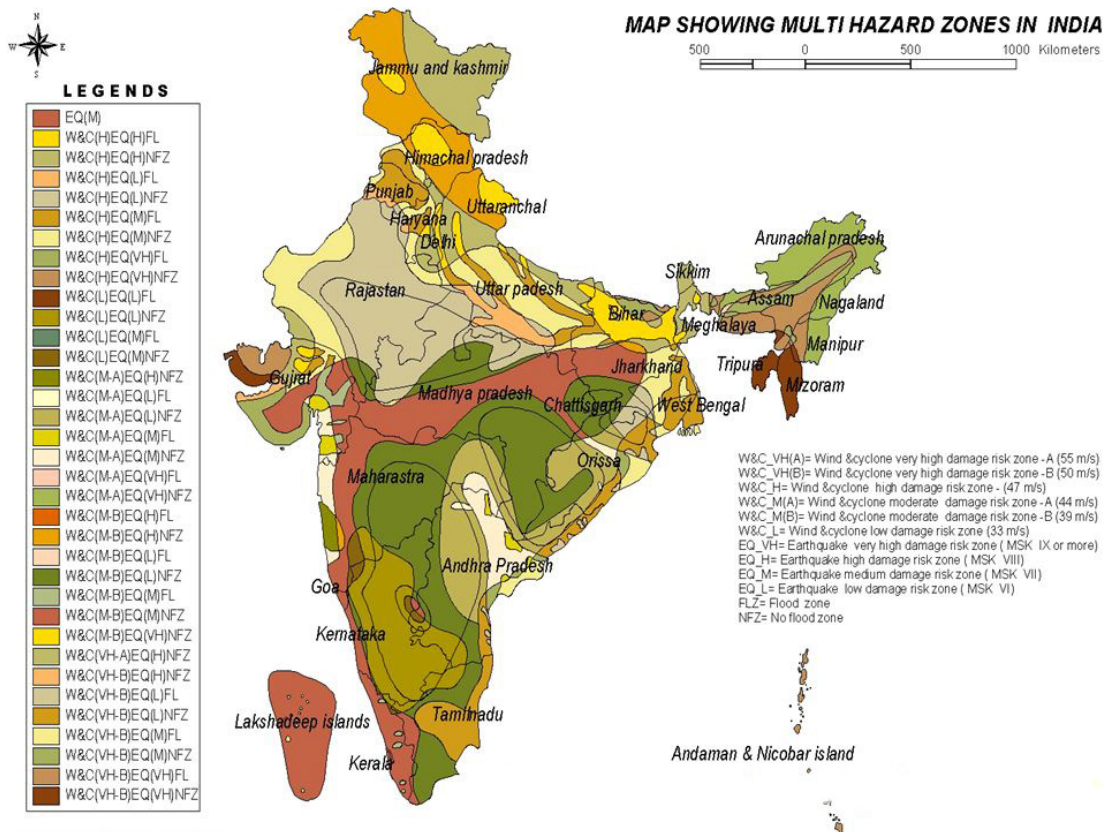 MAP SHOWING MULTI HAZARD ZONES IN INDIA
500 0 500 1000 Kilometers
N
W E
S
LEGENDS
EQ(M)
W&C(H)EQ(H)FL
W&C(H)EQ(H)NFZ
W&C(H)EQ(L)FL
W&C(H)EQ(L)NFZ
W&C(H)EQ(M)FL
W&C(H)EQ(M)NFZ
W&C(H)EQ(VH)FL
W&C(H)EQ(VH)NFZ
W&C(L)EQ(L)FL
W&C(L)EQ(L)NFZ
W&C(L)EQ(M)FL
W&C(L)EQ(M)NFZ
W&C(M-A)EQ(H)NFZ
W&C(M-A)EQ(L)FL
W&C(M-A)EQ(L)NFZ
W&C(M-A)EQ(M)FL
W&C(M-A)EQ(M)NFZ
W&C(M-A)EQ(VH)FL
W&C(M-A)EQ(VH)NFZ
W&C(M-B)EQ(H)FL
W&C(M-B)EQ(H)NFZ
W&C(M-B)EQ(L)FL
W&C(M-B)EQ(L)NFZ
W&C(M-B)EQ(M)FL
W&C(M-B)EQ(M)NFZ
W&C(M-B)EQ(VH)NFZ
W&C(VH-A)EQ(H)NFZ
W&C(VH-B)EQ(H)NFZ
W&C(VH-B)EQ(L)FL
W&C(VH-B)EQ(L)NFZ
W&C(VH-B)EQ(M)FL
W&C(VH-B)EQ(M)NFZ
W&C(VH-B)EQ(VH)FL
W&C(VH-B)EQ(VH)NFZ
Jammu and kashmir
Himachal pradesh
Punjab
Uttaranchal
Haryana
Delhi
Arunachal pradesh
Sikkim
Rajastan
Uttar padesh
Assam
Nagaland
Bihar
Meghalaya
Manipur
Gujrat
Jharkhand
Tripura
Mizoram
Madhya pradesh
Chattisgarh
West Bengal
Maharastra
Orissa
Andhra Pradesh
Goa
Kernataka
Lakshadeep islands
Tamilnadu
Kerala
Andaman & Nicobar island
W&C_VH(A)= Wind &cyclone very high damage risk zone -A (55 m/s)
W&C_VH(B)= Wind &cyclone very high damage risk zone -B (50 m/s)
W&C_H= Wind &cyclone high damage risk zone - (47 m/s)
W&C_M(A)= Wind &cyclone moderate damage risk zone -A (44 m/s)
W&C_M(B)= Wind &cyclone moderate damage risk zone -B (39 m/s)
W&C_L= Wind &cyclone low damage risk zone (33 m/s)
EQ_VH= Earthquake very high damage risk zone ( MSK IX or more)
EQ_H= Earthquake high damage risk zone ( MSK VIII)
EQ_M= Earthquake medium damage risk zone ( MSK VII)
EQ_L= Earthquake low damage risk zone ( MSK VI)
FLZ= Flood zone
NFZ= No flood zone